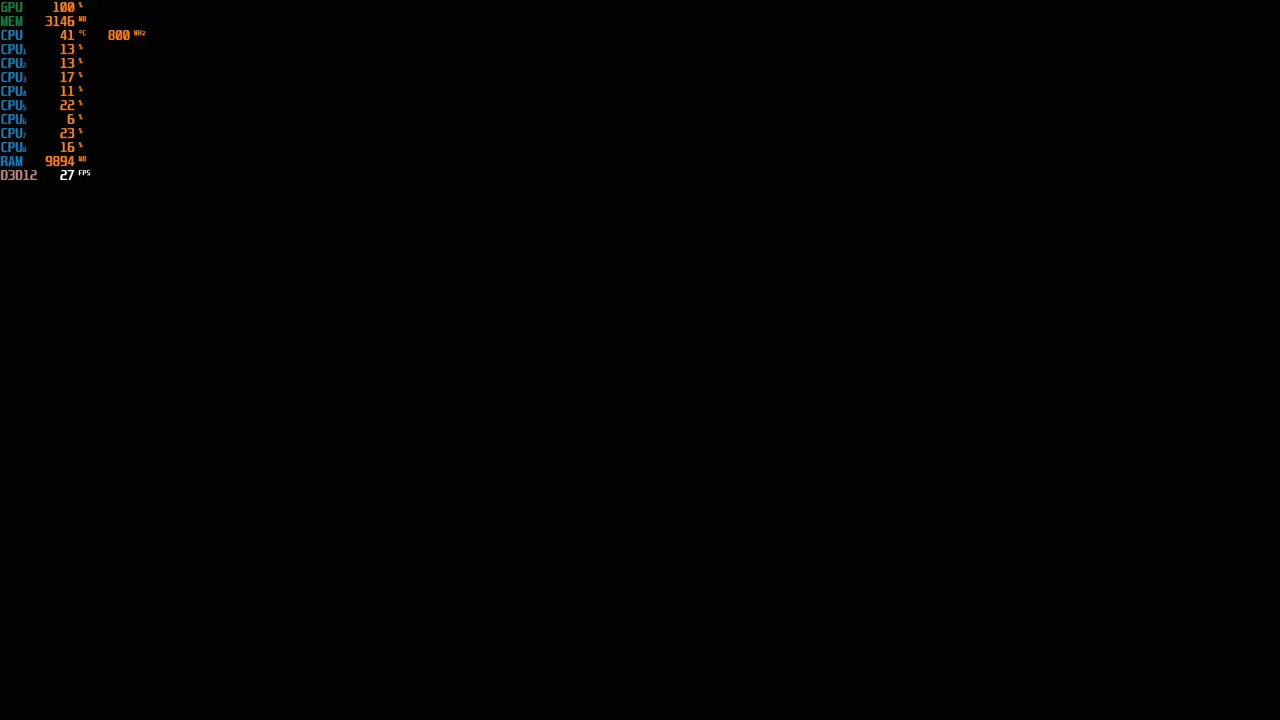 GPU 100 %
MEM 3146 MB
CPU 41 °C 800 MHz
CPU1 13 %
CPU2 13 %
CPU3 17 %
CPU4 11 %
CPU5 22 %
CPU6 6 %
CPU7 23 %
CPU8 16 %
RAM 9894 MB
D3D12 27 FPS